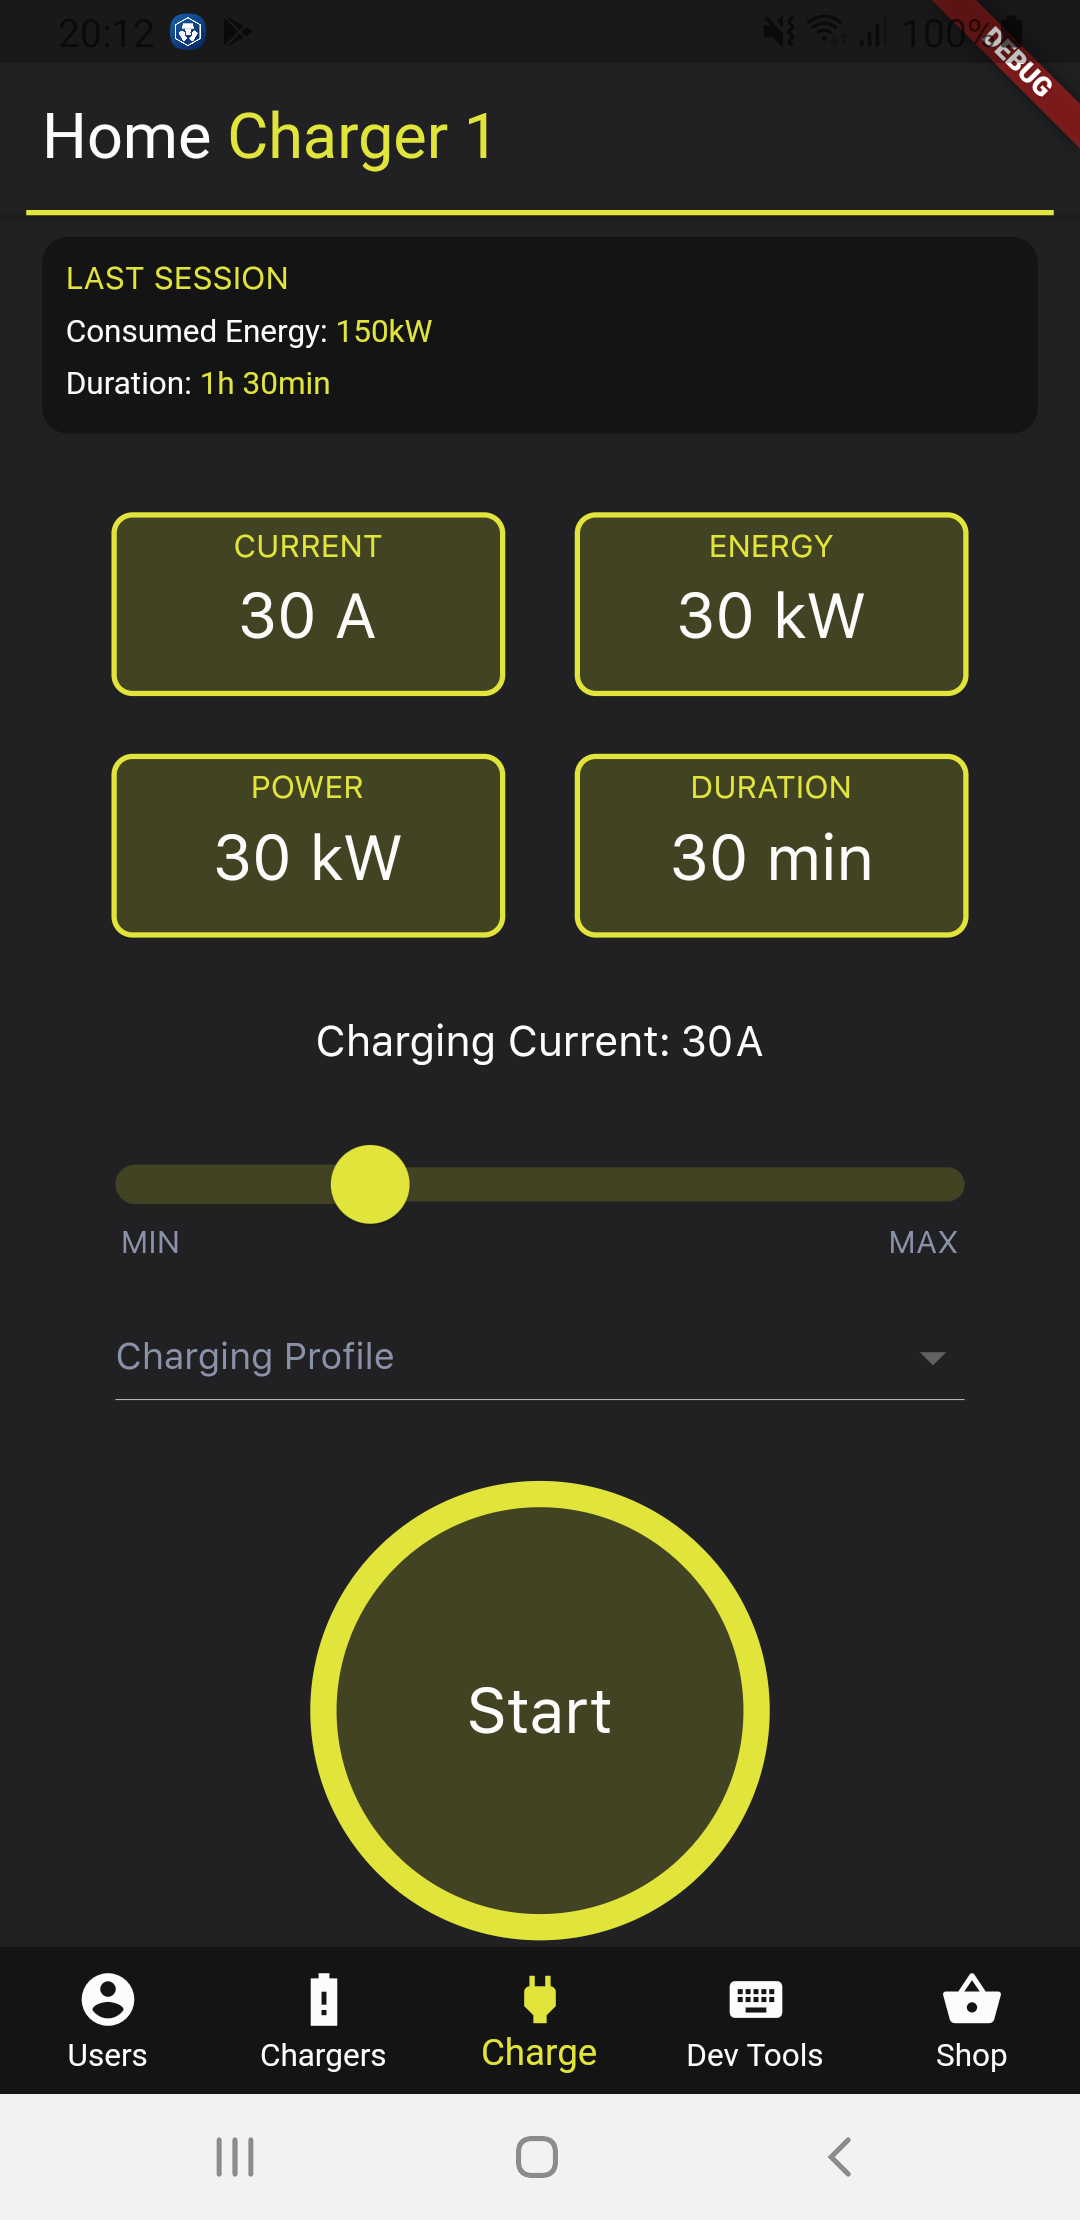 20:12 100%
DEBUG
Home Charger 1
LAST SESSION
Consumed Energy: 150kW
Duration: 1h 30min
CURRENT
30 A
ENERGY
30 kW
POWER
30 kW
DURATION
30 min
Charging Current: 30A
MIN MAX
Charging Profile
Start
Users Chargers Charge Dev Tools Shop